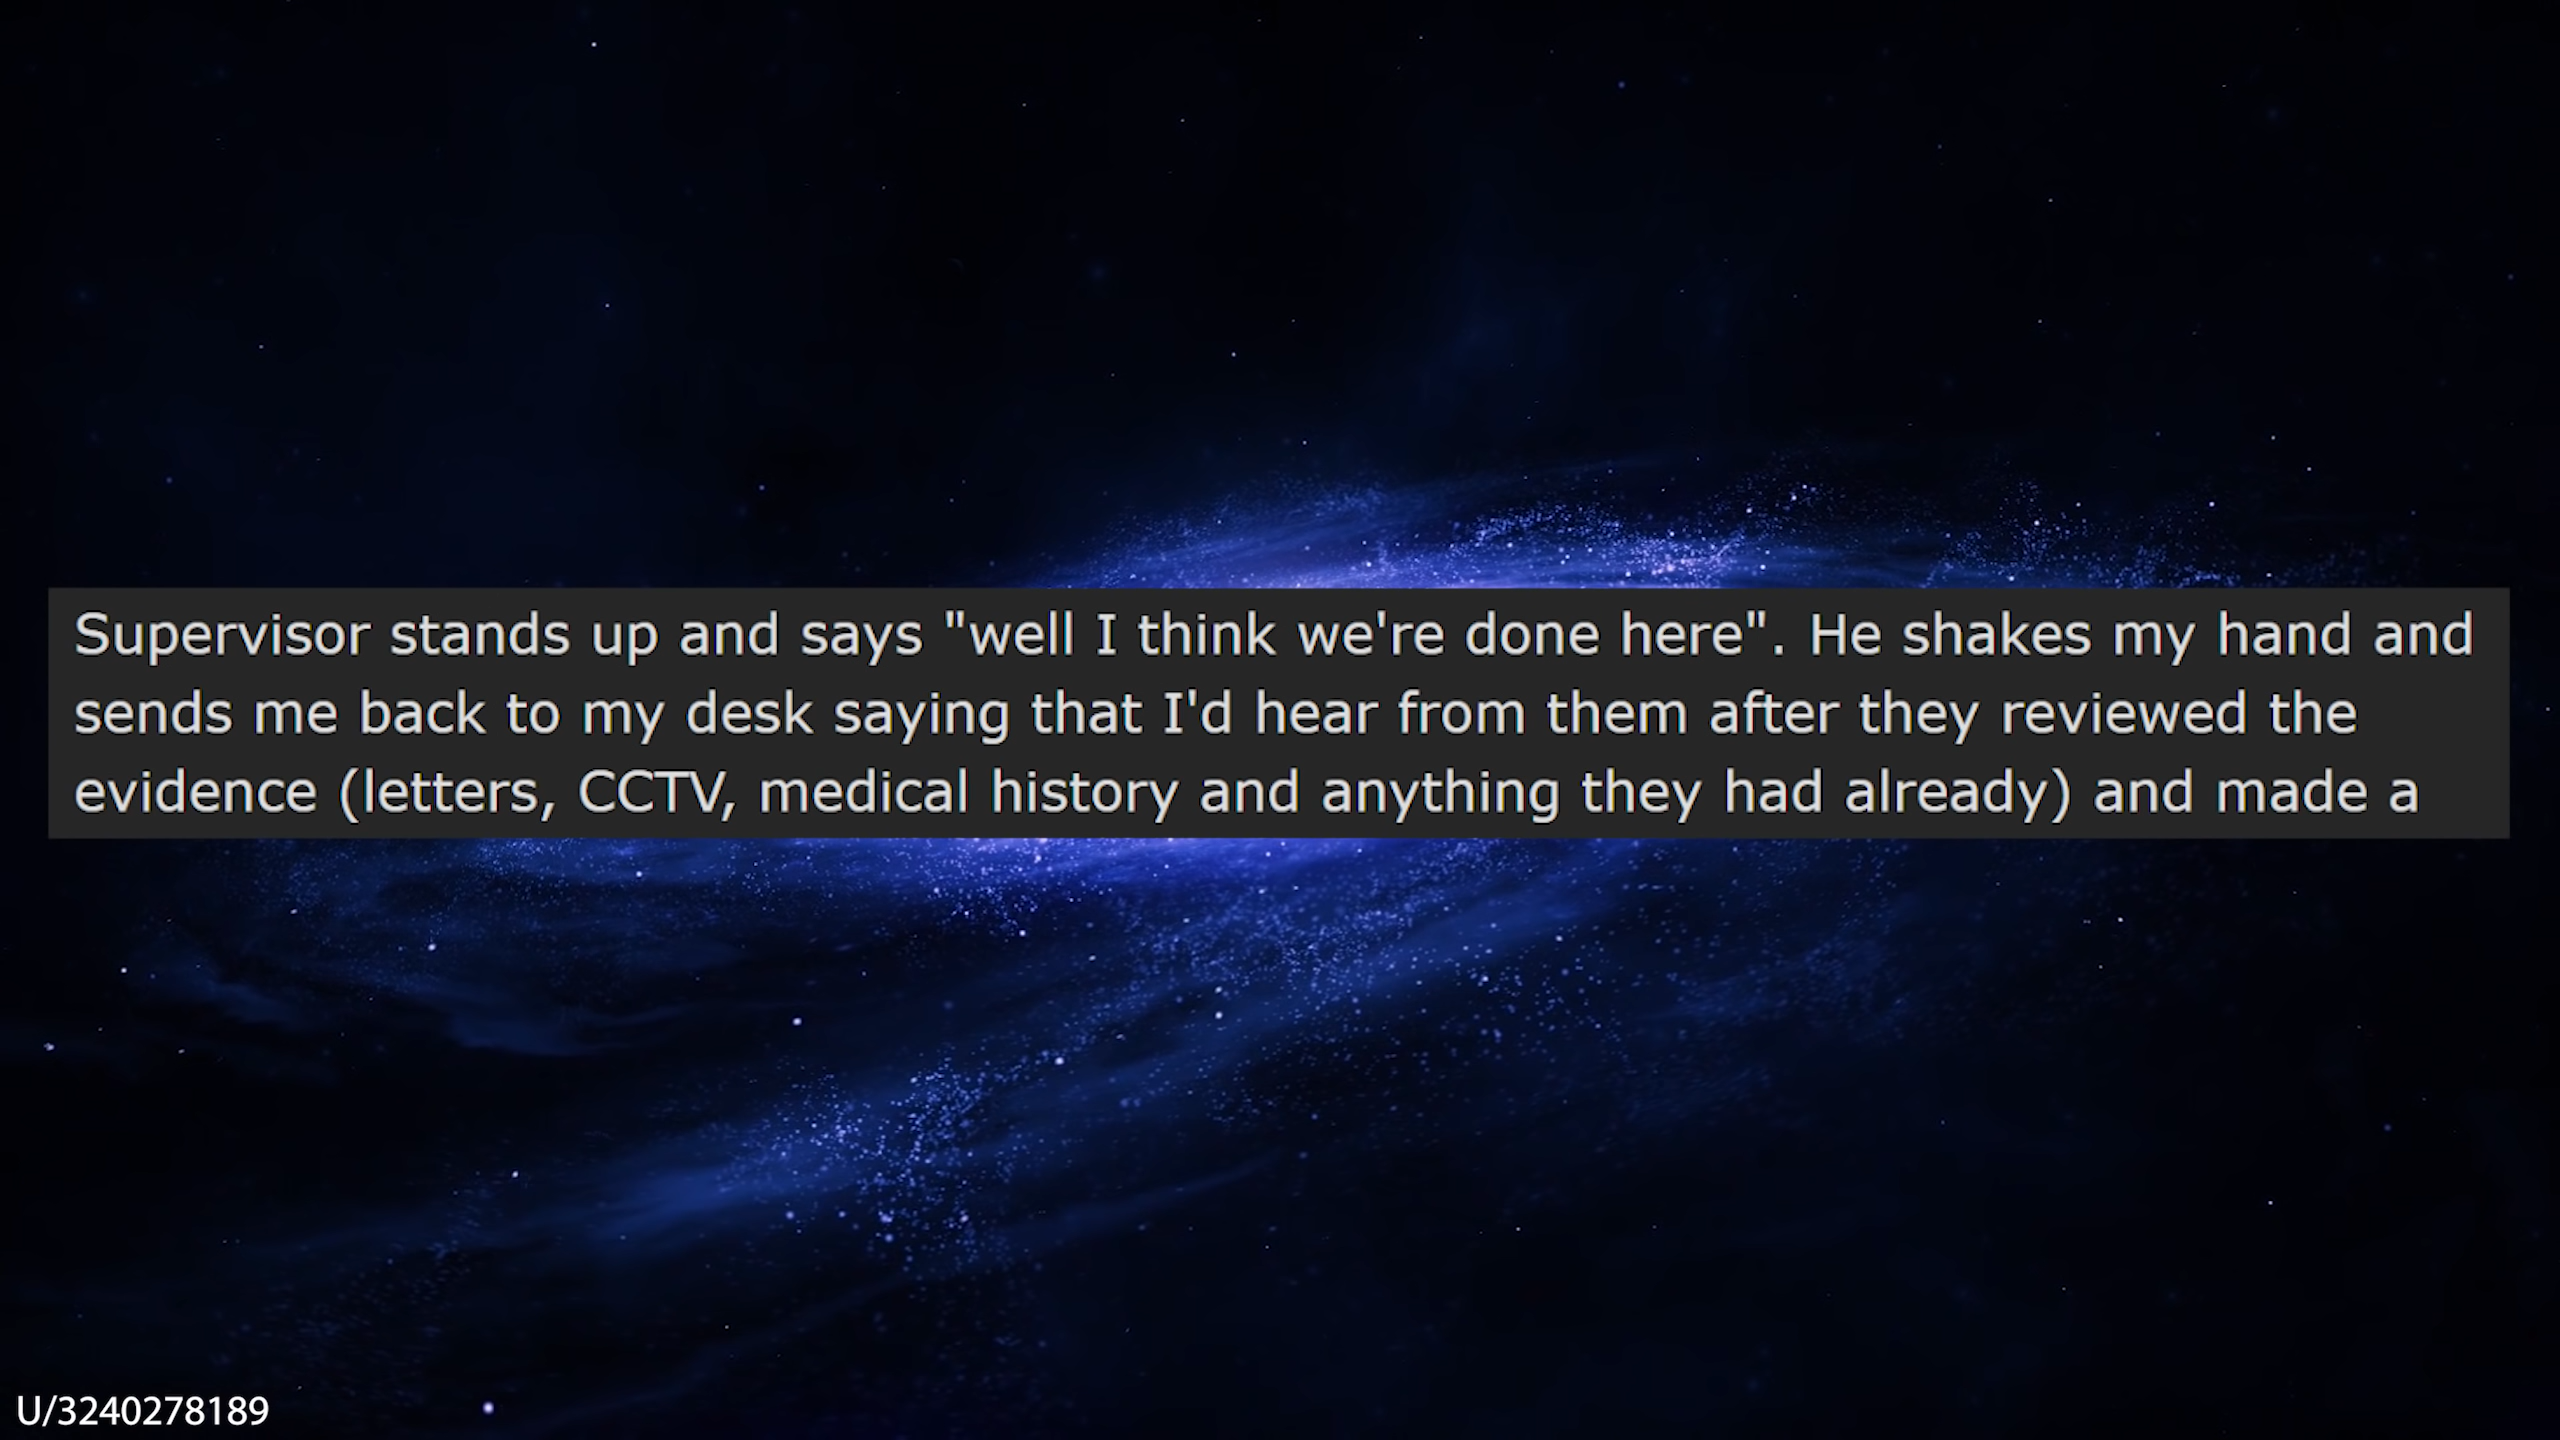 Supervisor stands up and says "well I think we're done here". He shakes my hand and
sends me back to my desk saying that I'd hear from them after they reviewed the
evidence (letters, CCTV, medical history and anything they had already) and made a
U/3240278189